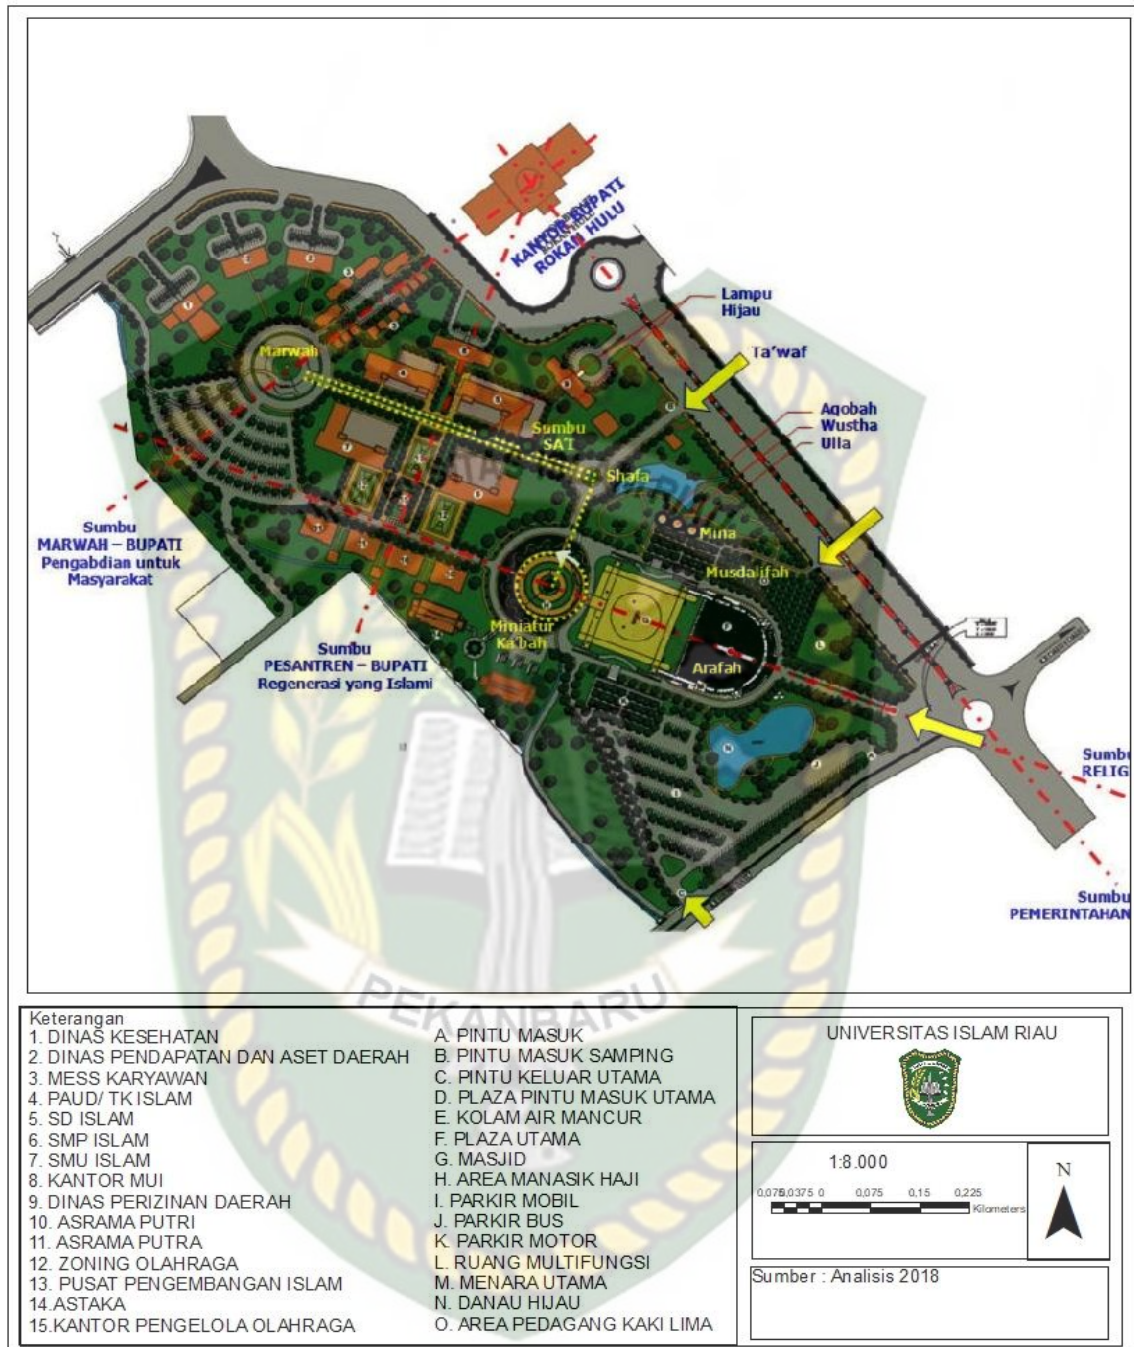 KANTOR BUPATI
ROKAN HULU
Lampu
Hijau
Ta'waf
Marwah
Aqobah
Wustha
Ulla
Sumbu
SA'I
Shafa
Mina
Musdalifah
Sumbu
MARWAH – BUPATI
Pengabdian untuk
Masyarakat
Miniatur
Ka'bah
Arafah
Sumbu
PESANTREN – BUPATI
Regenerasi yang Islami
Sumbu
RELIG
Sumbu
PEMERINTAHAN
PEKANBARU
Keterangan
1. DINAS KESEHATAN
2. DINAS PENDAPATAN DAN ASET DAERAH
3. MESS KARYAWAN
4. PAUD/ TK ISLAM
5. SD ISLAM
6. SMP ISLAM
7. SMU ISLAM
8. KANTOR MUI
9. DINAS PERIZINAN DAERAH
10. ASRAMA PUTRI
11. ASRAMA PUTRA
12. ZONING OLAHRAGA
13. PUSAT PENGEMBANGAN ISLAM
14.ASTAKA
15.KANTOR PENGELOLA OLAHRAGA
A. PINTU MASUK
B. PINTU MASUK SAMPING
C. PINTU KELUAR UTAMA
D. PLAZA PINTU MASUK UTAMA
E. KOLAM AIR MANCUR
F. PLAZA UTAMA
G. MASJID
H. AREA MANASIK HAJI
I. PARKIR MOBIL
J. PARKIR BUS
K. PARKIR MOTOR
L. RUANG MULTIFUNGSI
M. MENARA UTAMA
N. DANAU HIJAU
O. AREA PEDAGANG KAKI LIMA
UNIVERSITAS ISLAM RIAU
1:8.000
0,075 0,0375 0 0,075 0,15 0,225
Kilometers
N
Sumber : Analisis 2018